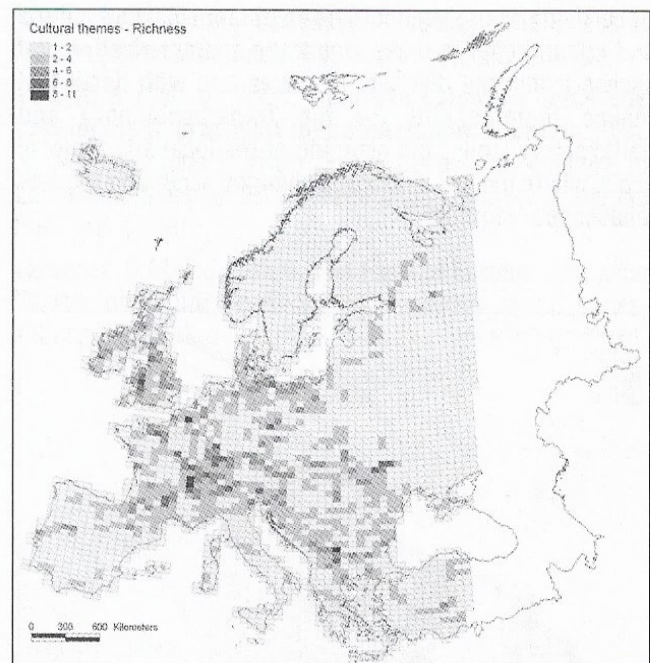 Cultural themes - Richness
1 - 2
2 - 4
4 - 6
6 - 8
8 - 11
0 300 600 Kilometers